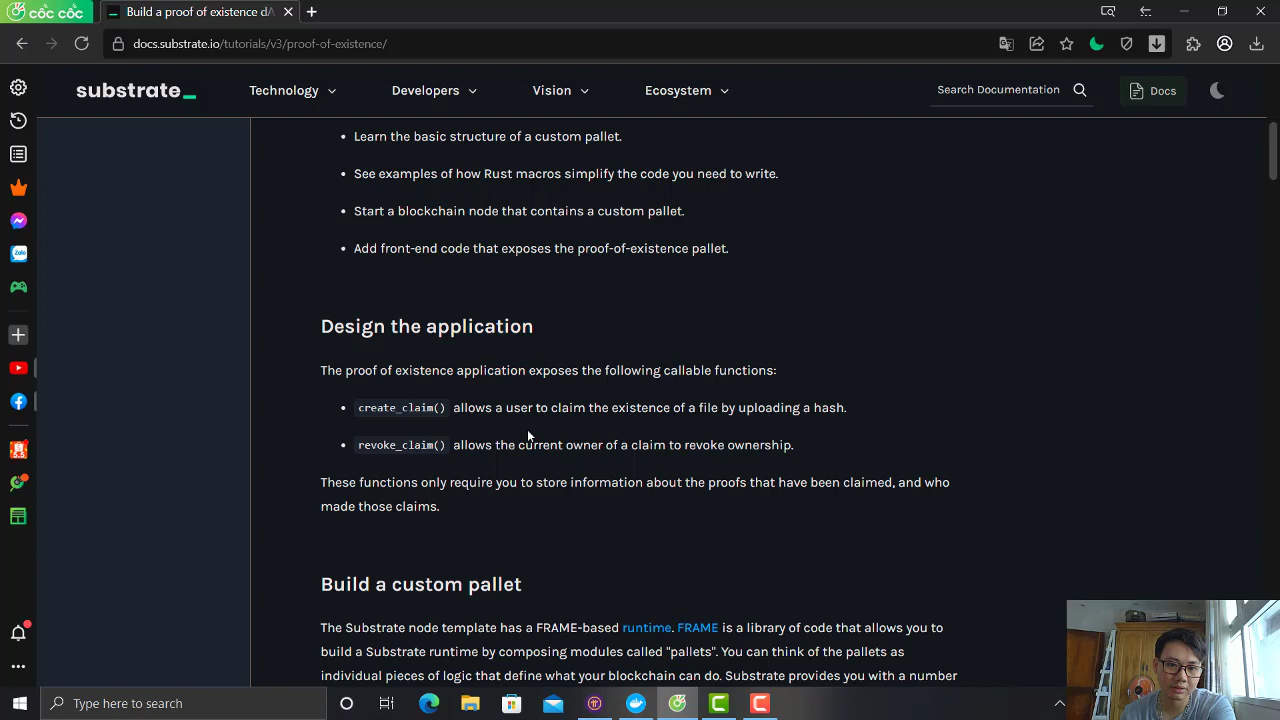 cốc cốc
Build a proof of existence dA
docs.substrate.io/tutorials/v3/proof-of-existence/
substrate_
Technology
Developers
Vision
Ecosystem
Search Documentation
Docs
• Learn the basic structure of a custom pallet.
• See examples of how Rust macros simplify the code you need to write.
• Start a blockchain node that contains a custom pallet.
• Add front-end code that exposes the proof-of-existence pallet.
Design the application
The proof of existence application exposes the following callable functions:
• create_claim() allows a user to claim the existence of a file by uploading a hash.
• revoke_claim() allows the current owner of a claim to revoke ownership.
These functions only require you to store information about the proofs that have been claimed, and who
made those claims.
Build a custom pallet
The Substrate node template has a FRAME-based runtime. FRAME is a library of code that allows you to
build a Substrate runtime by composing modules called "pallets". You can think of the pallets as
individual pieces of logic that define what your blockchain can do. Substrate provides you with a number
Zalo
Type here to search